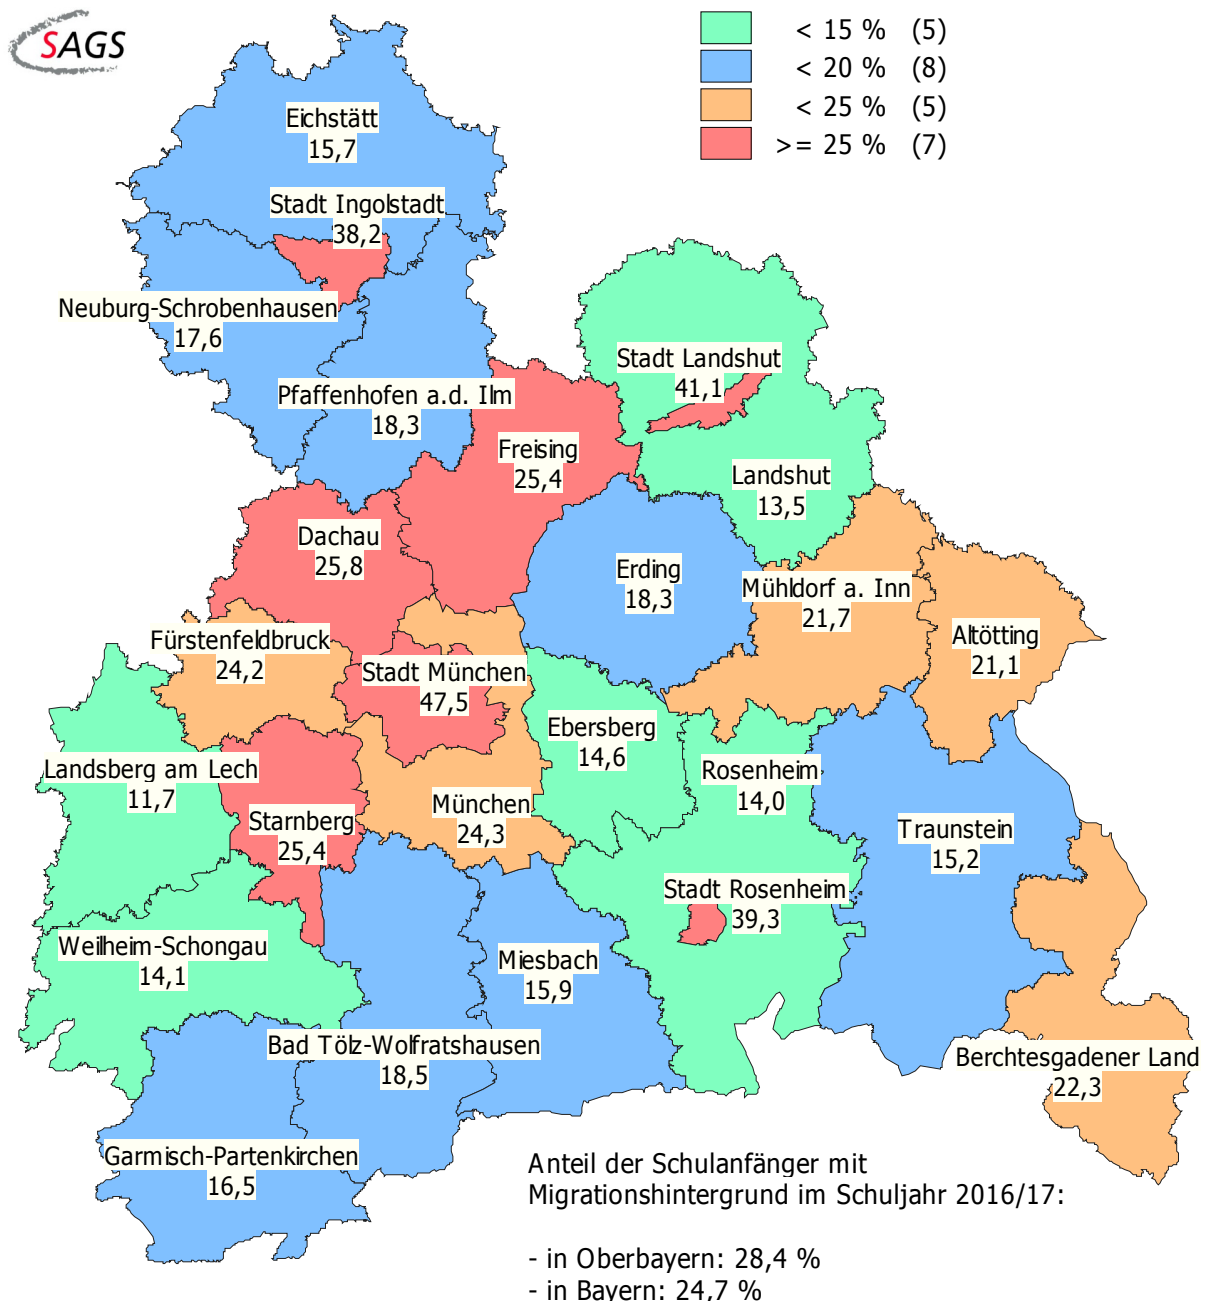 SAGS
< 15 % (5)
< 20 % (8)
< 25 % (5)
>= 25 % (7)
Eichstätt
15,7
Stadt Ingolstadt
38,2
Neuburg-Schrobenhausen
17,6
Stadt Landshut
41,1
Pfaffenhofen a.d. Ilm
18,3
Freising
25,4
Landshut
13,5
Dachau
25,8
Erding
18,3
Mühldorf a. Inn
21,7
Altötting
21,1
Fürstenfeldbruck
24,2
Stadt München
47,5
Ebersberg
14,6
Landsberg am Lech
11,7
Rosenheim
14,0
München
24,3
Starnberg
25,4
Traunstein
15,2
Stadt Rosenheim
39,3
Weilheim-Schongau
14,1
Miesbach
15,9
Bad Tölz-Wolfratshausen
18,5
Berchtesgadener Land
22,3
Garmisch-Partenkirchen
16,5
Anteil der Schulanfänger mit
Migrationshintergrund im Schuljahr 2016/17:
- in Oberbayern: 28,4 %
- in Bayern: 24,7 %